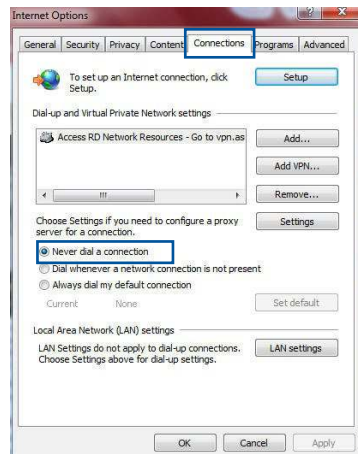 Internet Options
General Security Privacy Content Connections Programs Advanced
To set up an Internet connection, click
Setup.
Setup
Dial-up and Virtual Private Network settings
Access RD Network Resources - Go to vpn.as
Add...
Add VPN...
Remove...
Choose Settings if you need to configure a proxy
server for a connection.
Settings
Never dial a connection
Dial whenever a network connection is not present
Always dial my default connection
Current None
Set default
Local Area Network (LAN) settings
LAN Settings do not apply to dial-up connections.
Choose Settings above for dial-up settings.
LAN settings
OK Cancel Apply